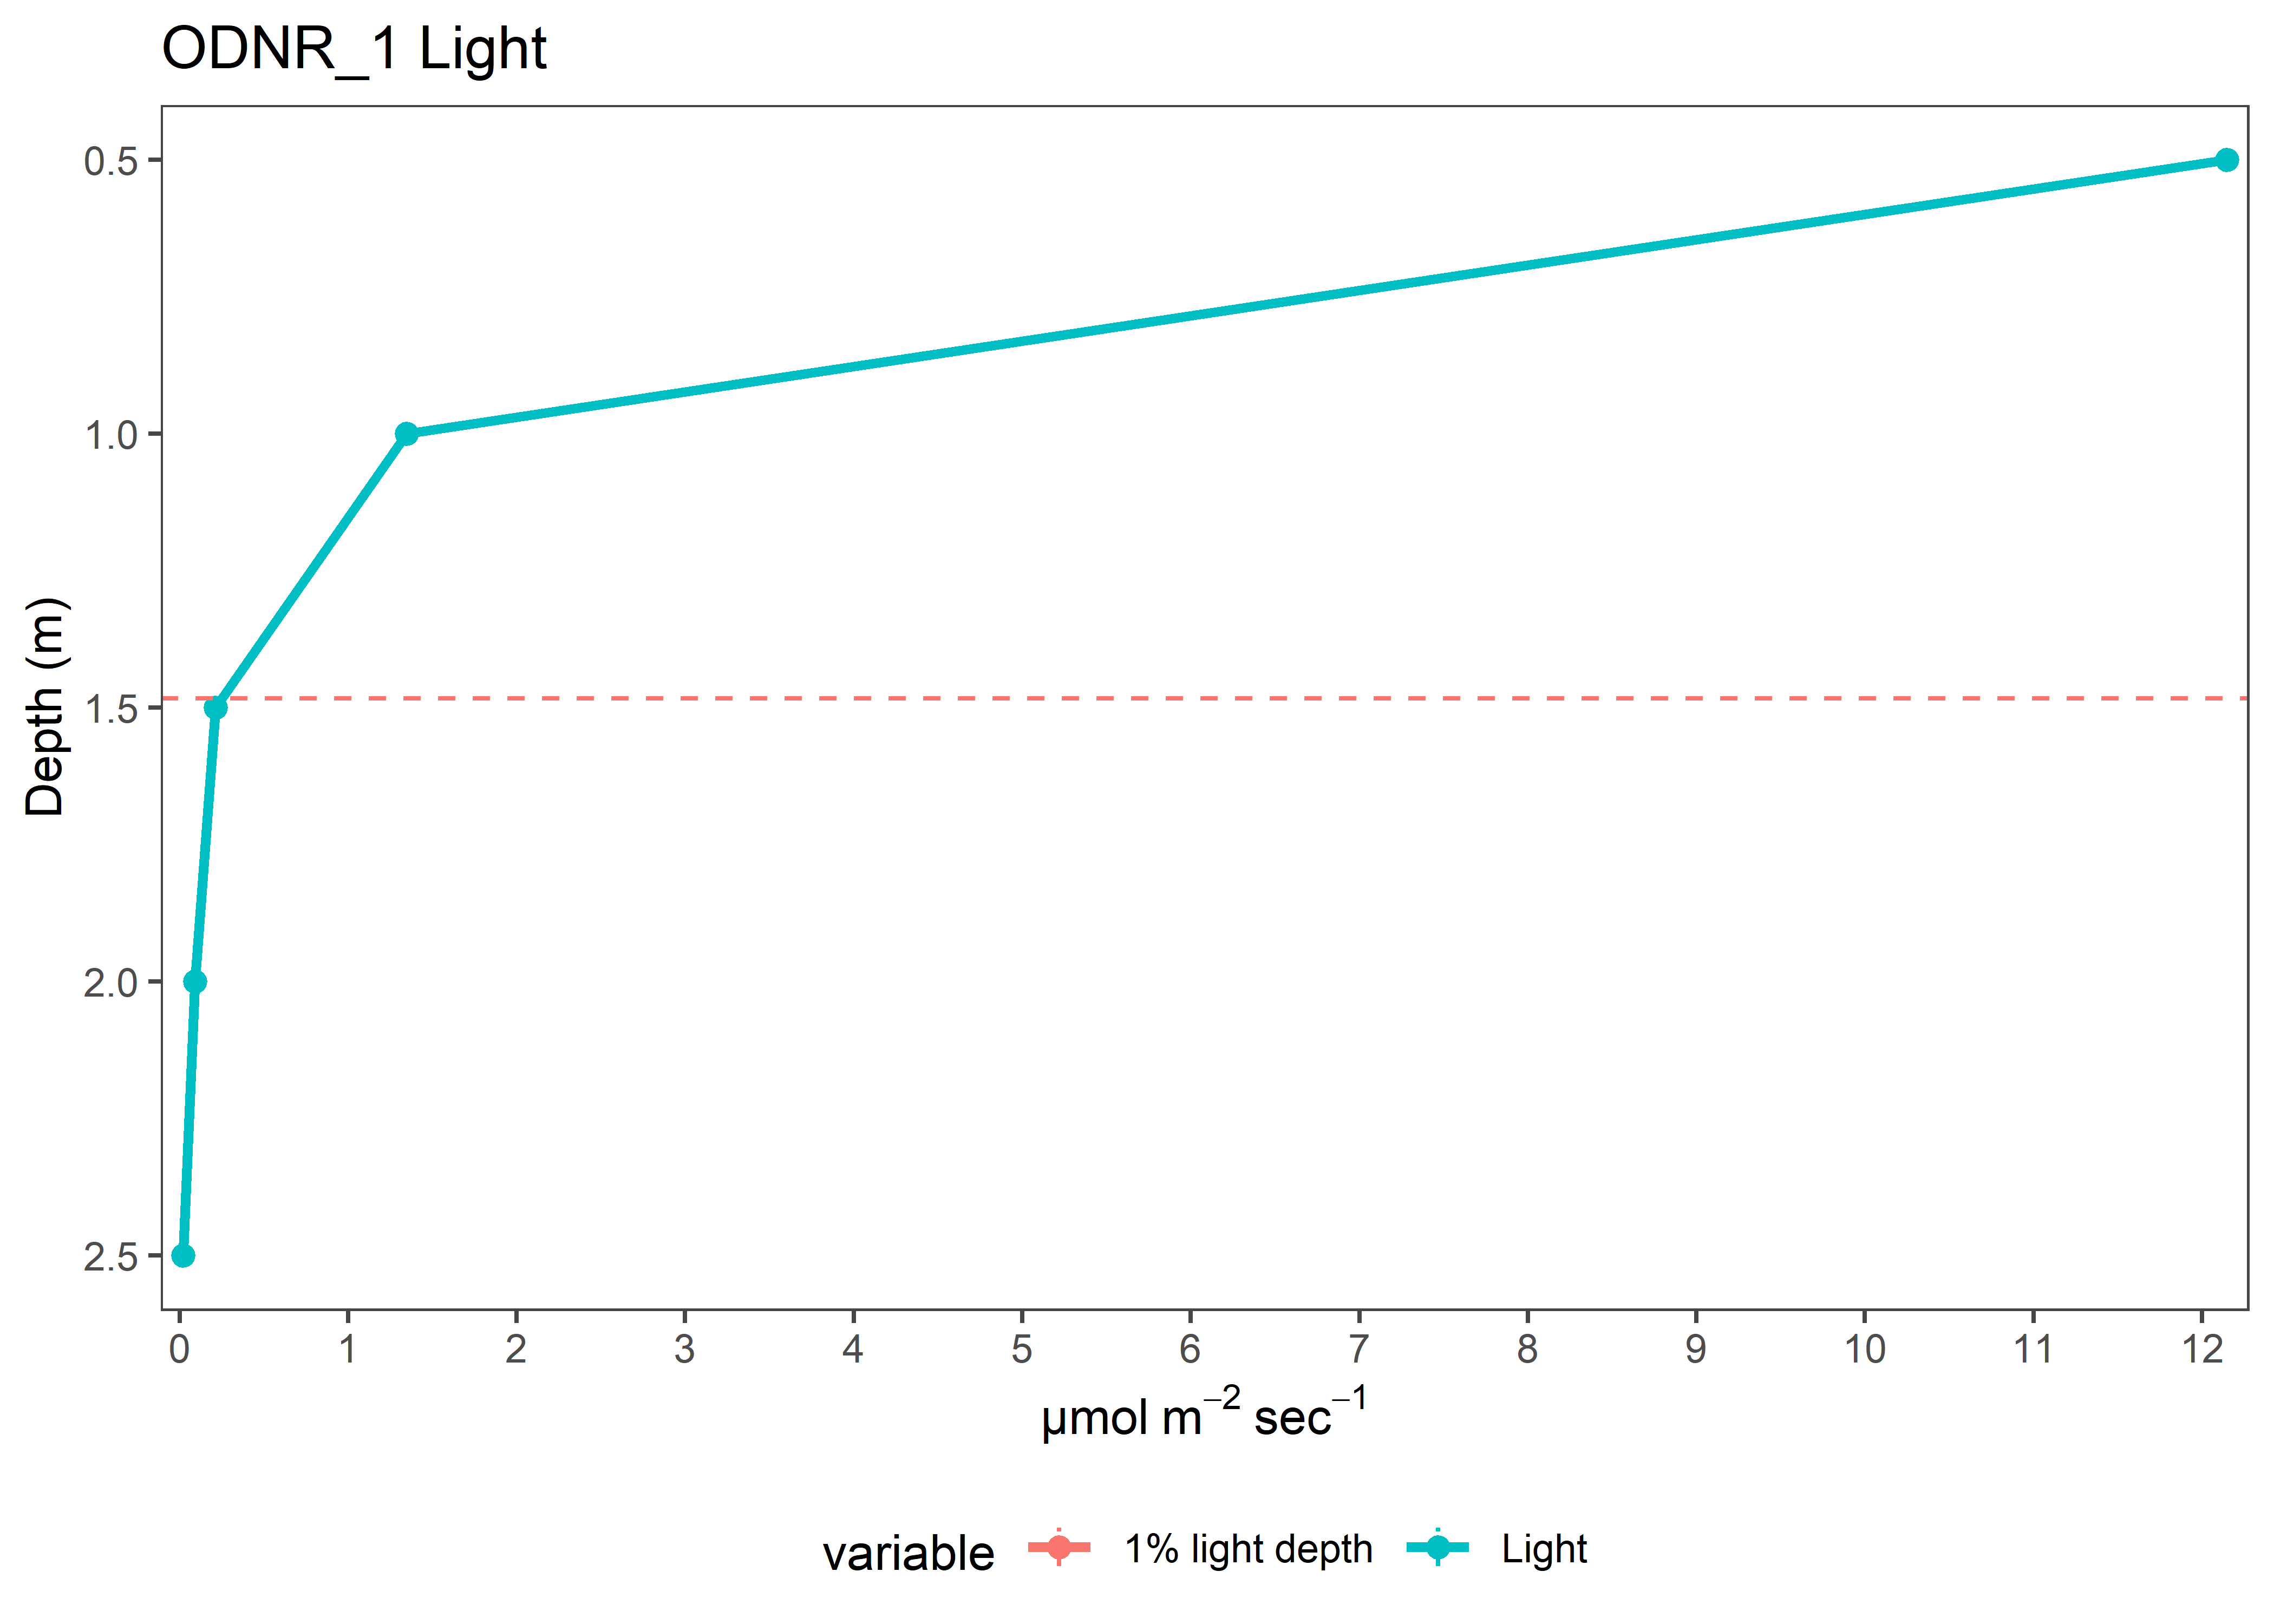 ODNR_1 Light
0.5
1.0
1.5
2.0
2.5
Depth (m)
0 1 2 3 4 5 6 7 8 9 10 11 12
µmol m⁻² sec⁻¹
variable 1% light depth Light